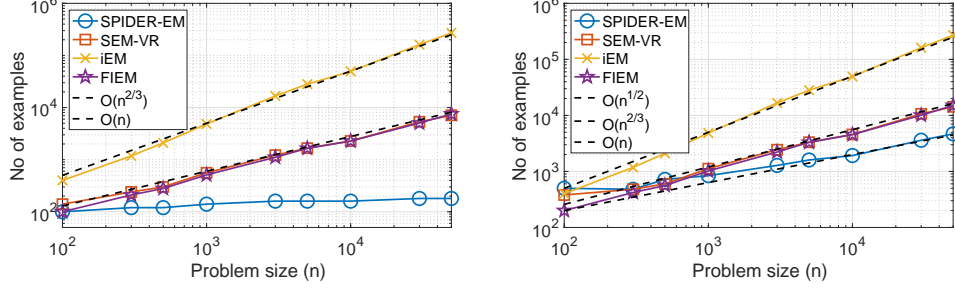 10^6
10^4
10^2
No of examples
SPIDER-EM
SEM-VR
iEM
FIEM
O(n^{2/3})
O(n)
10^2
10^3
10^4
Problem size (n)
10^6
10^5
10^4
10^3
10^2
No of examples
SPIDER-EM
SEM-VR
iEM
FIEM
O(n^{1/2})
O(n^{2/3})
O(n)
10^2
10^3
10^4
Problem size (n)